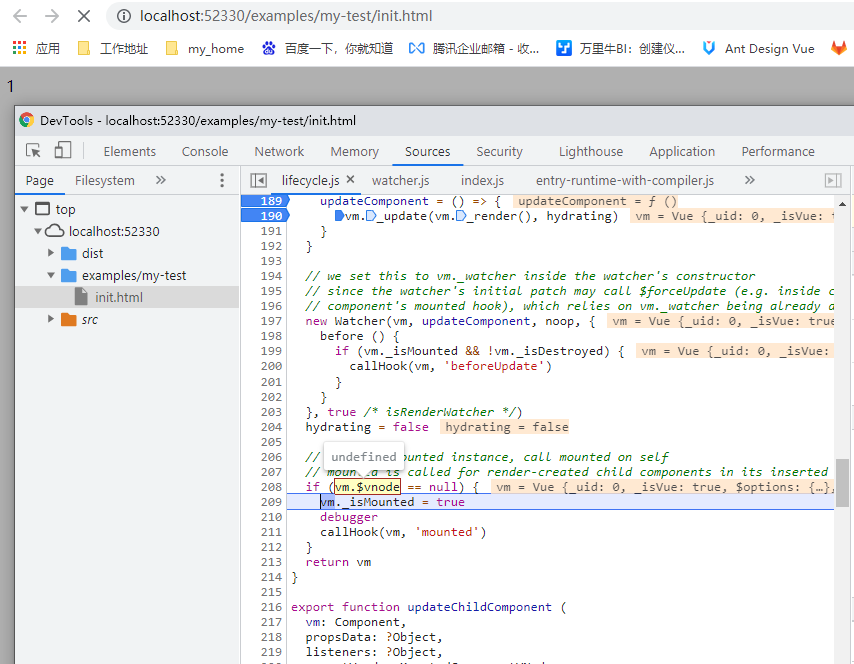 localhost:52330/examples/my-test/init.html
应用 工作地址 my_home 百度一下，你就知道 腾讯企业邮箱 - 收... 万里牛BI：创建仪... Ant Design Vue
1
DevTools - localhost:52330/examples/my-test/init.html
Elements Console Network Memory Sources Security Lighthouse Application Performance
Page Filesystem »
lifecycle.js × watcher.js index.js entry-runtime-with-compiler.js »
top
localhost:52330
dist
examples/my-test
init.html
src
189 updateComponent = () => { updateComponent = ƒ ()
190 vm._update(vm._render(), hydrating) vm = Vue {_uid: 0, _isVue:
191 }
192 }
193
194 // we set this to vm._watcher inside the watcher's constructor
195 // since the watcher's initial patch may call $forceUpdate (e.g. inside c
196 // component's mounted hook), which relies on vm._watcher being already d
197 new Watcher(vm, updateComponent, noop, { vm = Vue {_uid: 0, _isVue: true
198 before () {
199 if (vm._isMounted && !vm._isDestroyed) { vm = Vue {_uid: 0, _isVue:
200 callHook(vm, 'beforeUpdate')
201 }
202 }
203 }, true /* isRenderWatcher */)
204 hydrating = false hydrating = false
205
undefined
206 // ounted instance, call mounted on self
207 // mounted is called for render-created child components in its inserted
208 if (vm.$vnode == null) { vm = Vue {_uid: 0, _isVue: true, $options: {…},
209 vm._isMounted = true
210 debugger
211 callHook(vm, 'mounted')
212 }
213 return vm
214 }
215
216 export function updateChildComponent (
217 vm: Component,
218 propsData: ?Object,
219 listeners: ?Object,